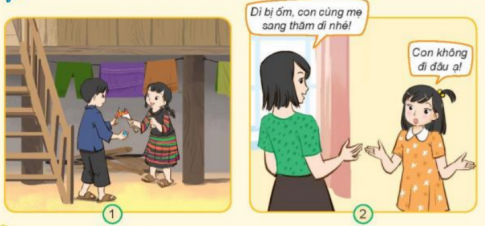 Dì bị ốm, con cùng mẹ
sang thăm dì nhé!
Con không
đi đâu ạ!
1
2